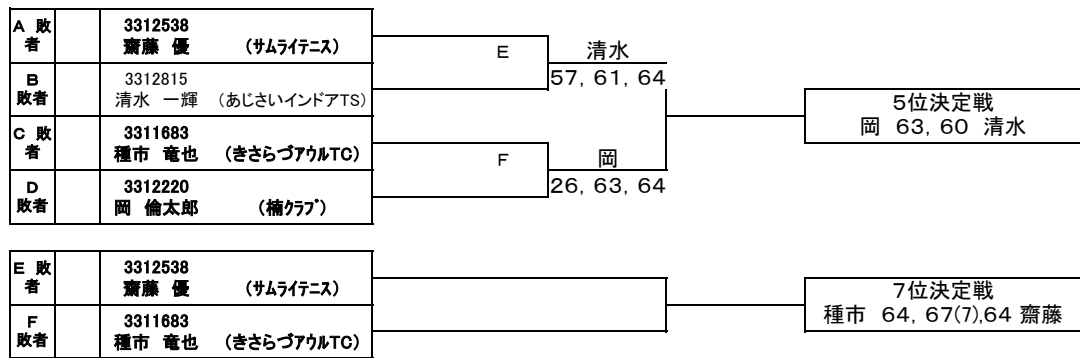 A 敗者 3312538
齋藤 優 (サムライテニス)
E 清水
B 敗者 3312815
清水 一輝 (あじさいインドアTS)
57, 61, 64
5位決定戦
岡 63, 60 清水
C 敗者 3311683
種市 竜也 (きさらづアウルTC)
F 岡
D 敗者 3312220
岡 倫太郎 (楠クラブ)
26, 63, 64
E 敗者 3312538
齋藤 優 (サムライテニス)
7位決定戦
種市 64, 67(7),64 齋藤
F 敗者 3311683
種市 竜也 (きさらづアウルTC)